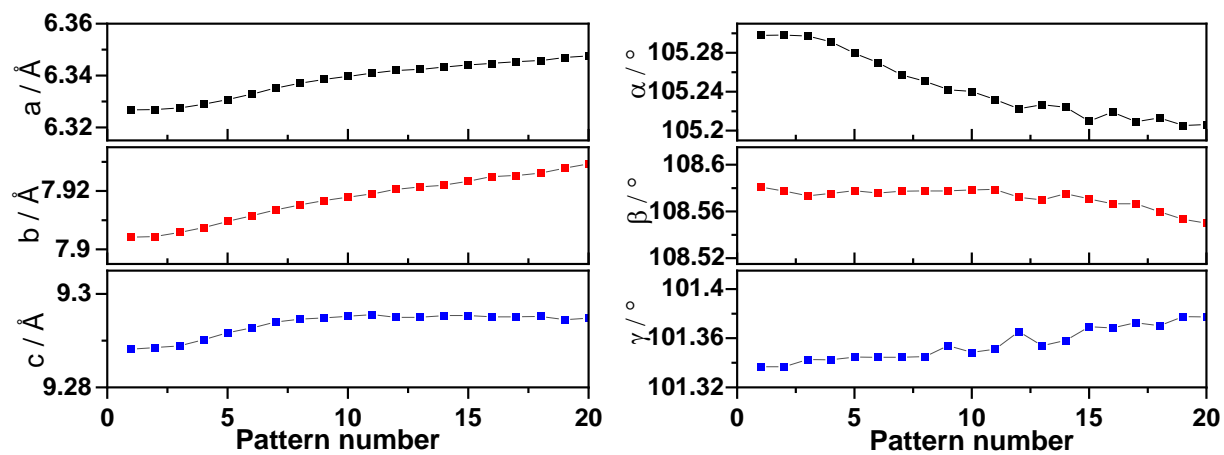 6.36
6.34
6.32
a / Å
7.92
7.9
b / Å
9.3
9.28
c / Å
0 5 10 15 20
Pattern number
105.28
105.24
105.2
α / °
108.6
108.56
108.52
β / °
101.4
101.36
101.32
γ / °
0 5 10 15 20
Pattern number